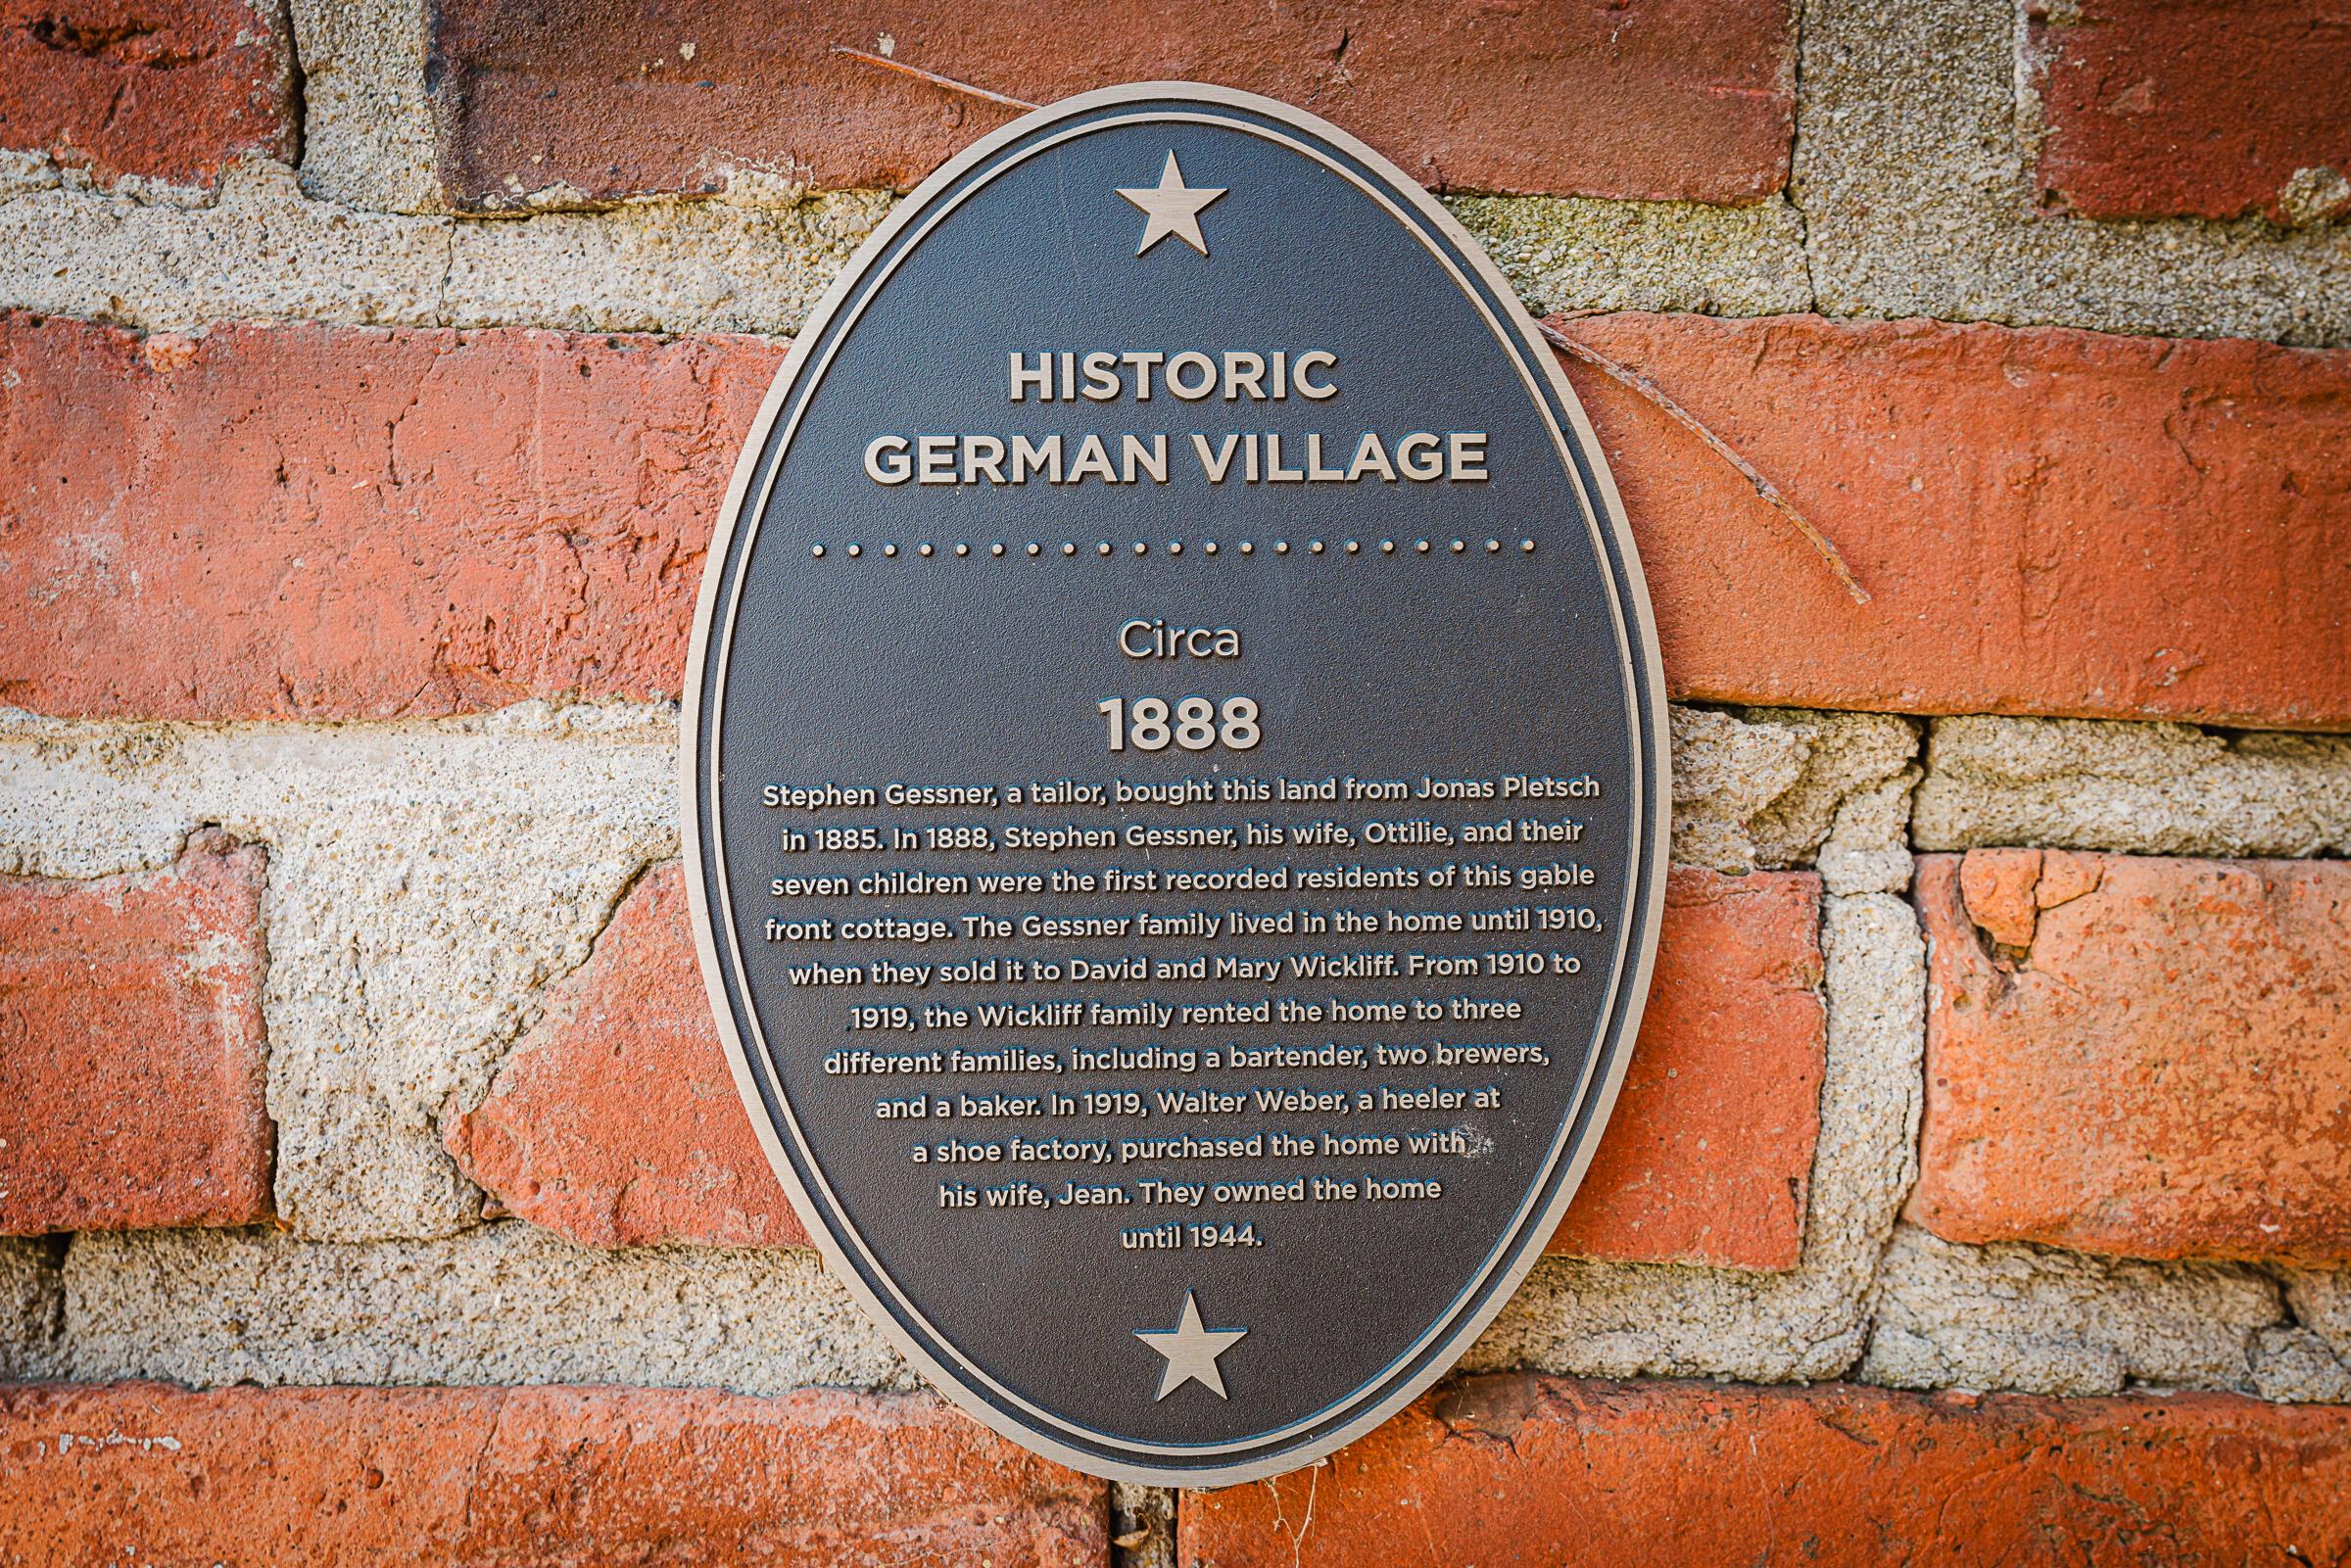 HISTORIC
GERMAN VILLAGE
Circa
1888
Stephen Gessner, a tailor, bought this land from Jonas Pletsch
in 1885. In 1888, Stephen Gessner, his wife, Ottilie, and their
seven children were the first recorded residents of this gable
front cottage. The Gessner family lived in the home until 1910,
when they sold it to David and Mary Wickliff. From 1910 to
1919, the Wickliff family rented the home to three
different families, including a bartender, two brewers,
and a baker. In 1919, Walter Weber, a heeler at
a shoe factory, purchased the home with
his wife, Jean. They owned the home
until 1944.